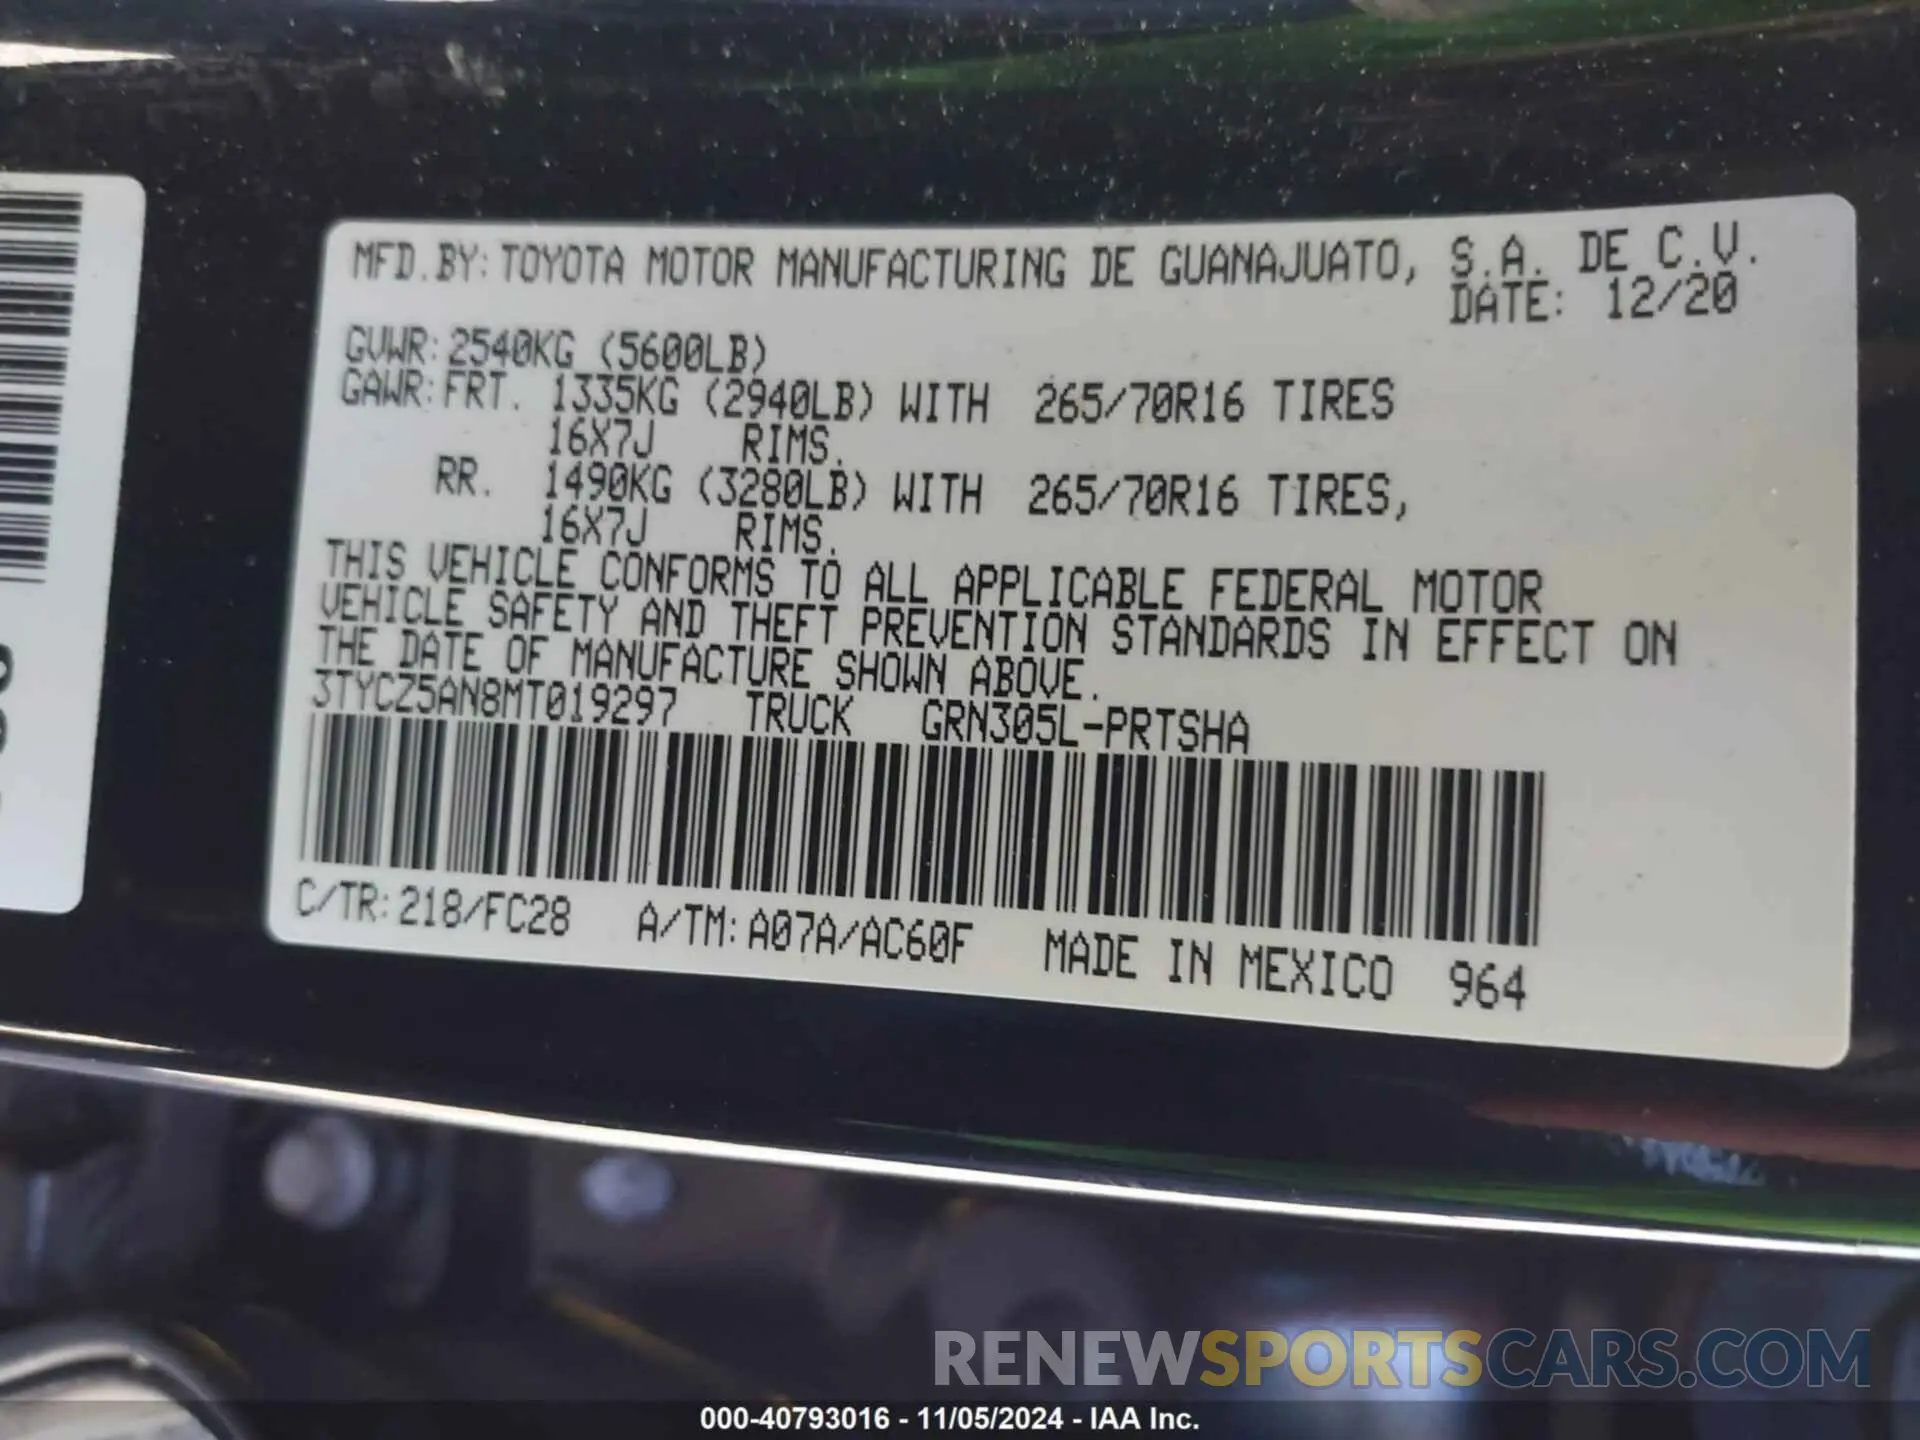 MFD.BY: TOYOTA MOTOR MANUFACTURING DE GUANAJUATO, S.A. DE C.V.
DATE: 12/20
GVWR: 2540KG (5600LB)
GAWR: FRT. 1335KG (2940LB) WITH 265/70R16 TIRES
16X7J RIMS.
RR. 1490KG (3280LB) WITH 265/70R16 TIRES,
16X7J RIMS.
THIS VEHICLE CONFORMS TO ALL APPLICABLE FEDERAL MOTOR
VEHICLE SAFETY AND THEFT PREVENTION STANDARDS IN EFFECT ON
THE DATE OF MANUFACTURE SHOWN ABOVE.
3TYCZ5AN8MT019297 TRUCK GRN305L-PRTSHA
C/TR: 218/FC28 A/TM: A07A/AC60F MADE IN MEXICO 964
RENEWSPORTSCARS.COM
000-40793016 - 11/05/2024 - IAA Inc.